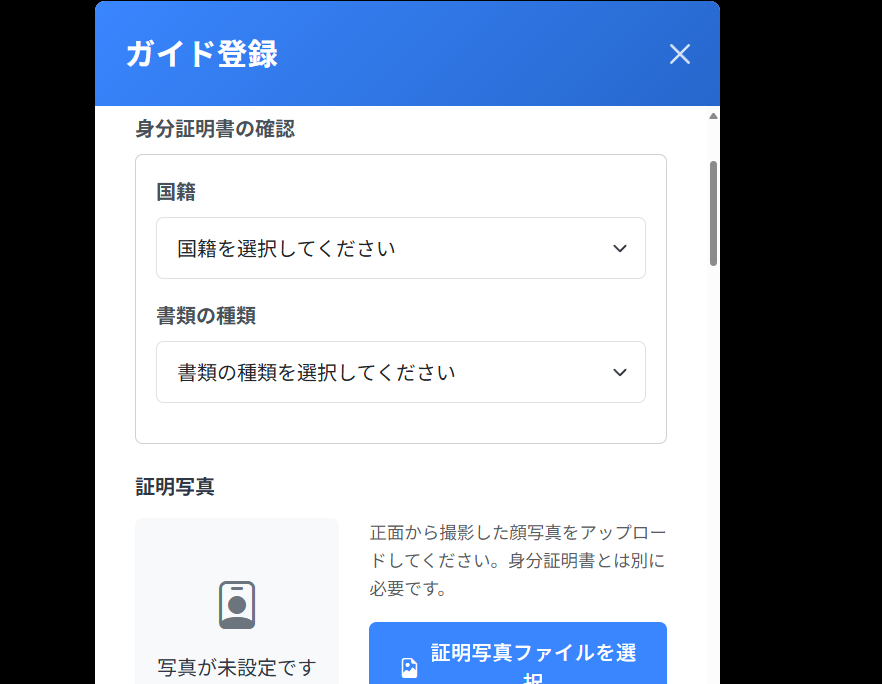 ガイド登録
身分証明書の確認
国籍
国籍を選択してください
書類の種類
書類の種類を選択してください
証明写真
正面から撮影した顔写真をアップロー
ドしてください。身分証明書とは別に
必要です。
写真が未設定です
証明写真ファイルを選
択